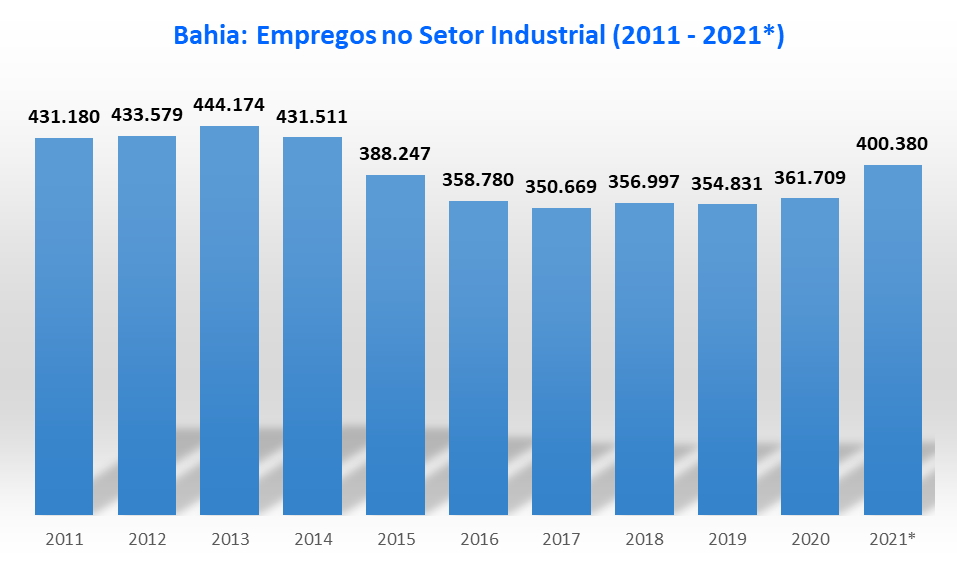 Bahia: Empregos no Setor Industrial (2011 - 2021*)
431.180 433.579 444.174 431.511 388.247 358.780 350.669 356.997 354.831 361.709 400.380
2011 2012 2013 2014 2015 2016 2017 2018 2019 2020 2021*